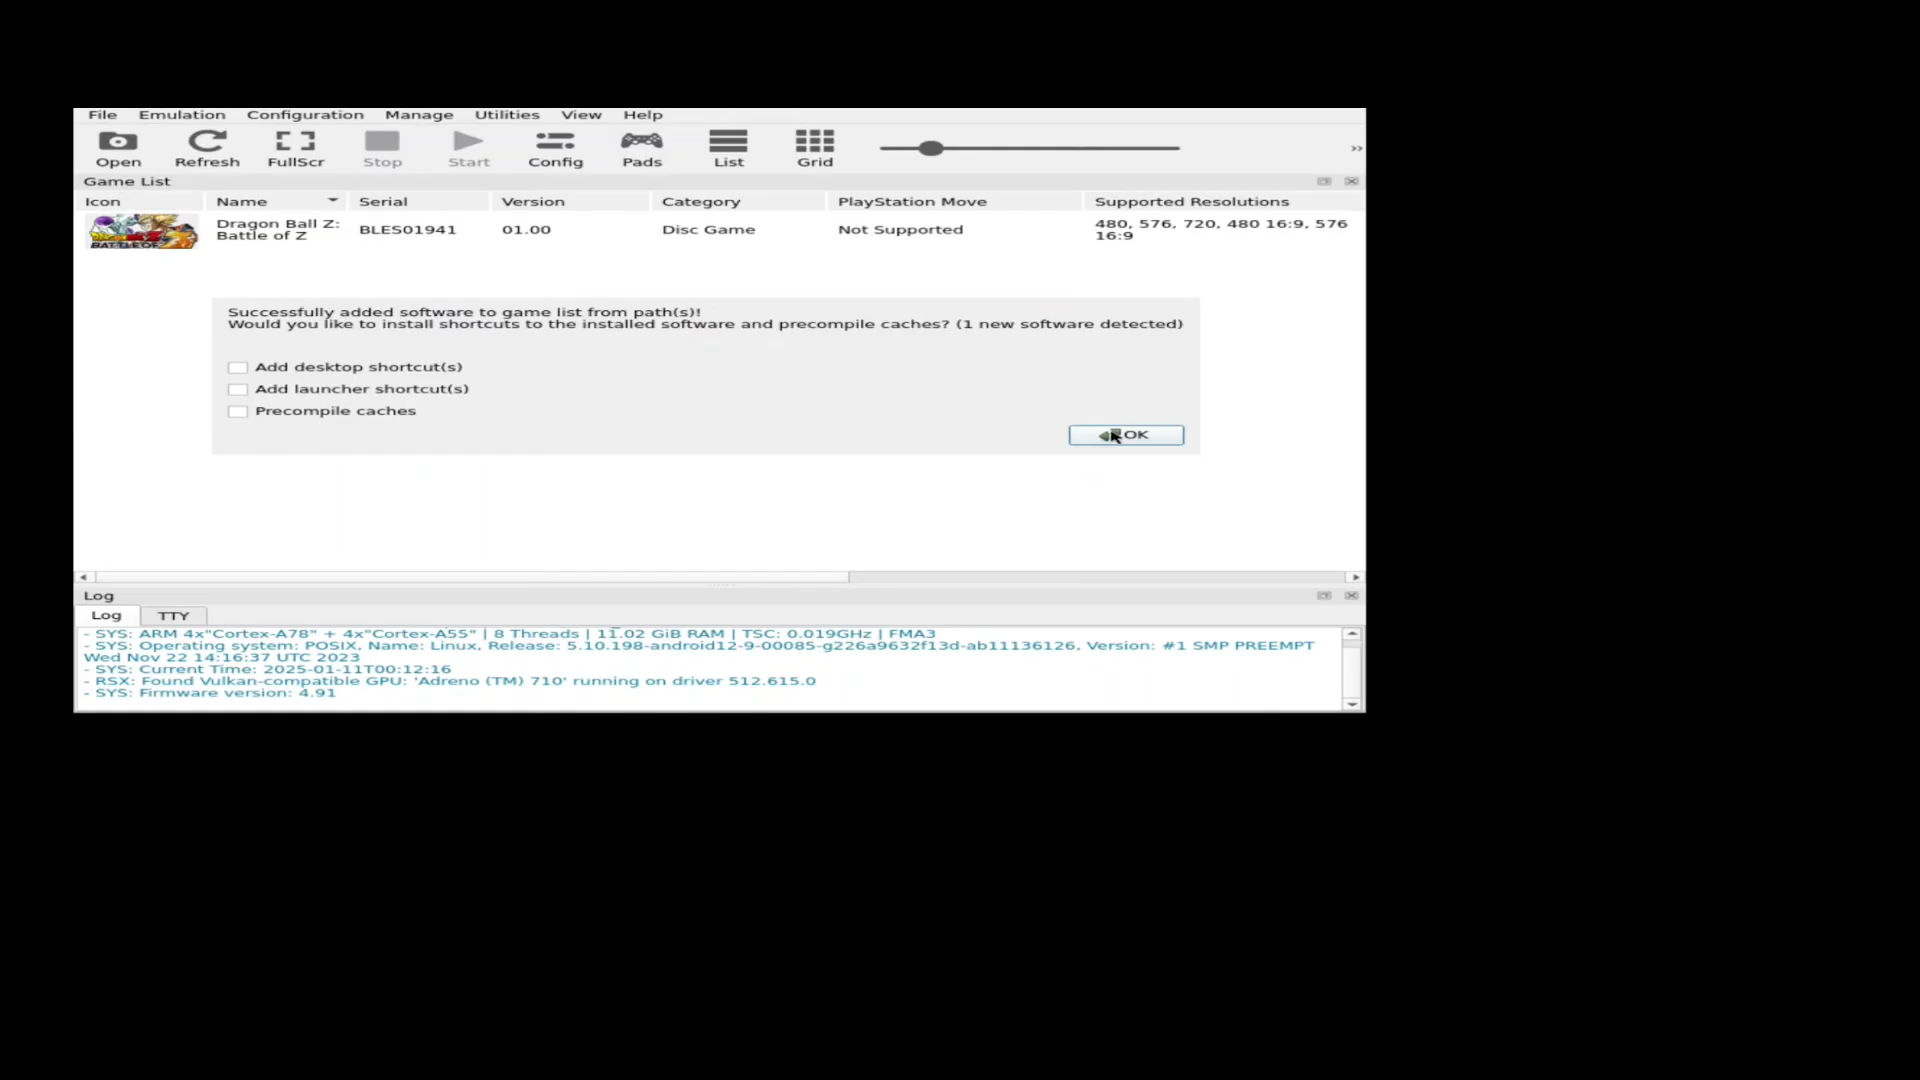 File Emulation Configuration Manage Utilities View Help
Open Refresh FullScr Stop Start Config Pads List Grid »
Game List
Icon Name Serial Version Category PlayStation Move Supported Resolutions
Dragon Ball Z: Battle of Z BLES01941 01.00 Disc Game Not Supported 480, 576, 720, 480 16:9, 576 16:9
Successfully added software to game list from path(s)!
Would you like to install shortcuts to the installed software and precompile caches? (1 new software detected)
Add desktop shortcut(s)
Add launcher shortcut(s)
Precompile caches
OK
Log
Log TTY
- SYS: ARM 4x"Cortex-A78" + 4x"Cortex-A55" | 8 Threads | 11.02 GiB RAM | TSC: 0.019GHz | FMA3
- SYS: Operating system: POSIX, Name: Linux, Release: 5.10.198-android12-9-00085-g226a9632f13d-ab11136126, Version: #1 SMP PREEMPT
Wed Nov 22 14:16:37 UTC 2023
- SYS: Current Time: 2025-01-11T00:12:16
- RSX: Found Vulkan-compatible GPU: 'Adreno (TM) 710' running on driver 512.615.0
- SYS: Firmware version: 4.91